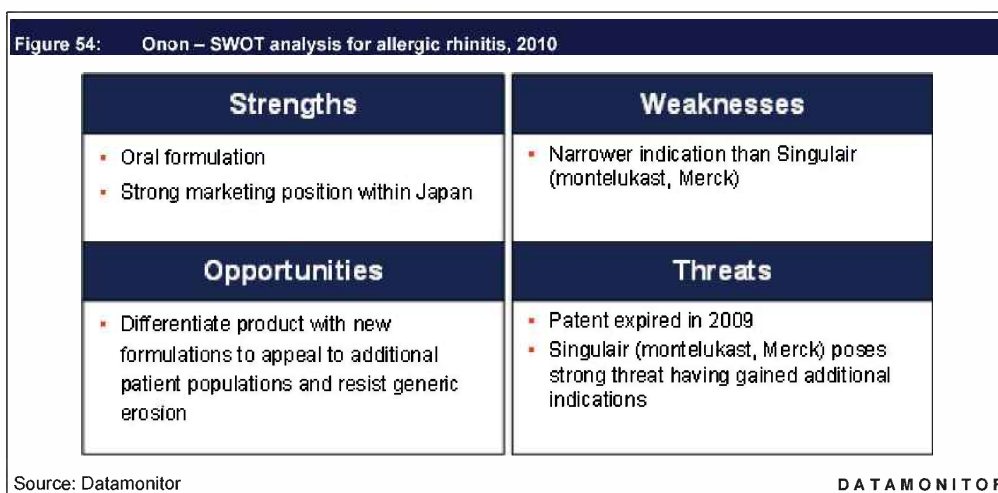 Figure 54: Onon – SWOT analysis for allergic rhinitis, 2010
Strengths
▪ Oral formulation
▪ Strong marketing position within Japan
Weaknesses
▪ Narrower indication than Singulair
(montelukast, Merck)
Opportunities
▪ Differentiate product with new
formulations to appeal to additional
patient populations and resist generic
erosion
Threats
▪ Patent expired in 2009
▪ Singulair (montelukast, Merck) poses
strong threat having gained additional
indications
Source: Datamonitor
DATAMONITOR